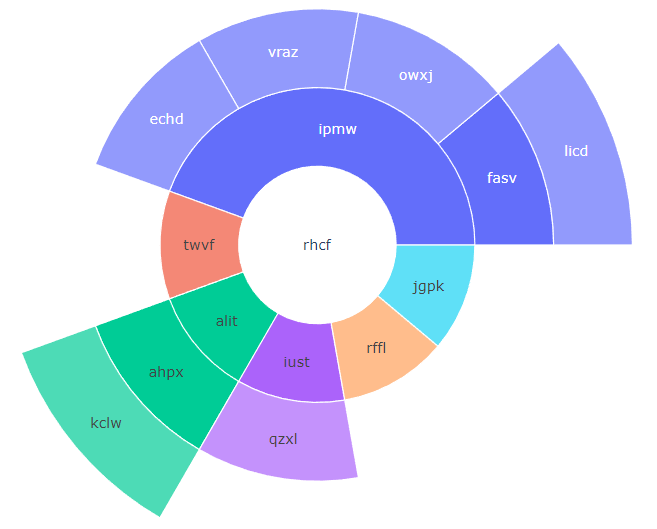 vraz
owxj
echd
ipmw
licd
fasv
twvf
rhcf
jgpk
alit
rffl
iust
ahpx
kclw
qzxl